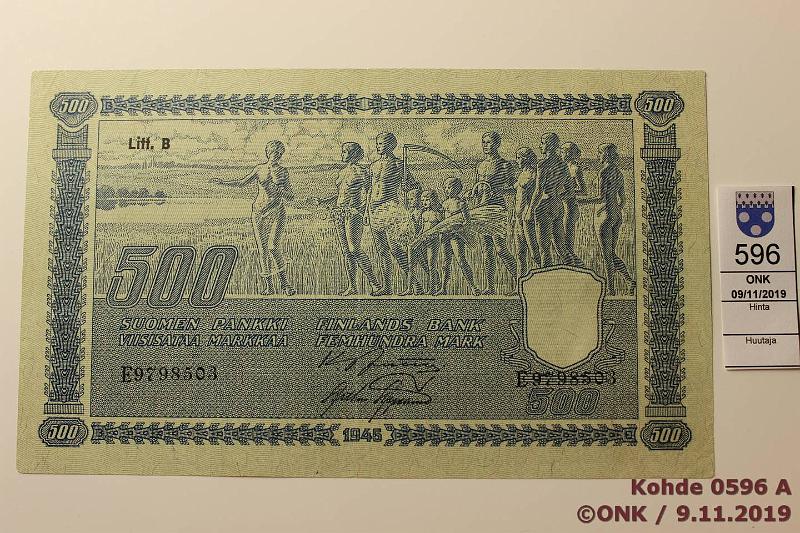 500
500
Litt. B
500
SUOMEN PANKKI
VIISISATAA MARKKAA
FINLANDS BANK
FEMHUNDRA MARK
E9798503
E9798503
500
500
1945
500
596
ONK
09/11/2019
Hinta
Huutaja
Kohde 0596 A
©ONK / 9.11.2019